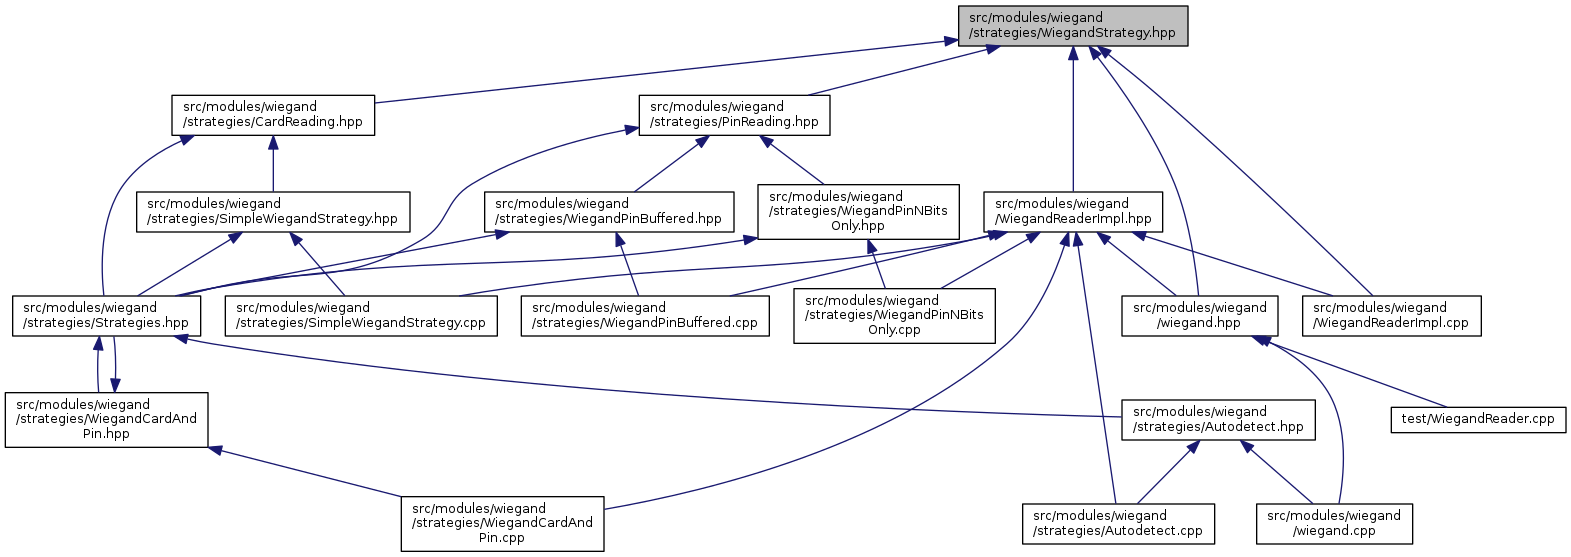 src/modules/wiegand
/strategies/WiegandStrategy.hpp
src/modules/wiegand
/strategies/CardReading.hpp
src/modules/wiegand
/strategies/PinReading.hpp
src/modules/wiegand
/strategies/SimpleWiegandStrategy.hpp
src/modules/wiegand
/strategies/WiegandPinBuffered.hpp
src/modules/wiegand
/strategies/WiegandPinNBits
Only.hpp
src/modules/wiegand
/WiegandReaderImpl.hpp
src/modules/wiegand
/strategies/Strategies.hpp
src/modules/wiegand
/strategies/SimpleWiegandStrategy.cpp
src/modules/wiegand
/strategies/WiegandPinBuffered.cpp
src/modules/wiegand
/strategies/WiegandPinNBits
Only.cpp
src/modules/wiegand
/wiegand.hpp
src/modules/wiegand
/WiegandReaderImpl.cpp
src/modules/wiegand
/strategies/WiegandCardAnd
Pin.hpp
src/modules/wiegand
/strategies/Autodetect.hpp
test/WiegandReader.cpp
src/modules/wiegand
/strategies/WiegandCardAnd
Pin.cpp
src/modules/wiegand
/strategies/Autodetect.cpp
src/modules/wiegand
/wiegand.cpp